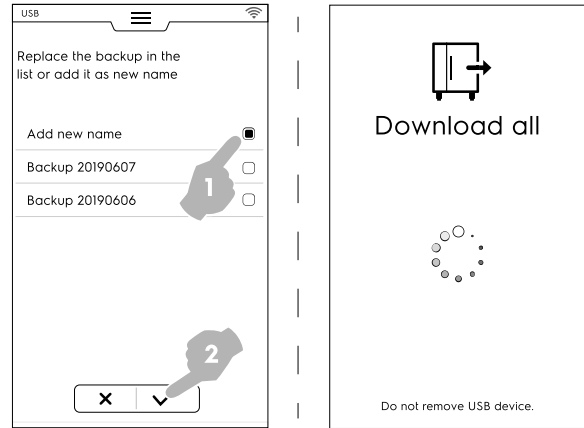 USB
Replace the backup in the
list or add it as new name
Add new name
Backup 20190607
1
Backup 20190606
2
Download all
Do not remove USB device.